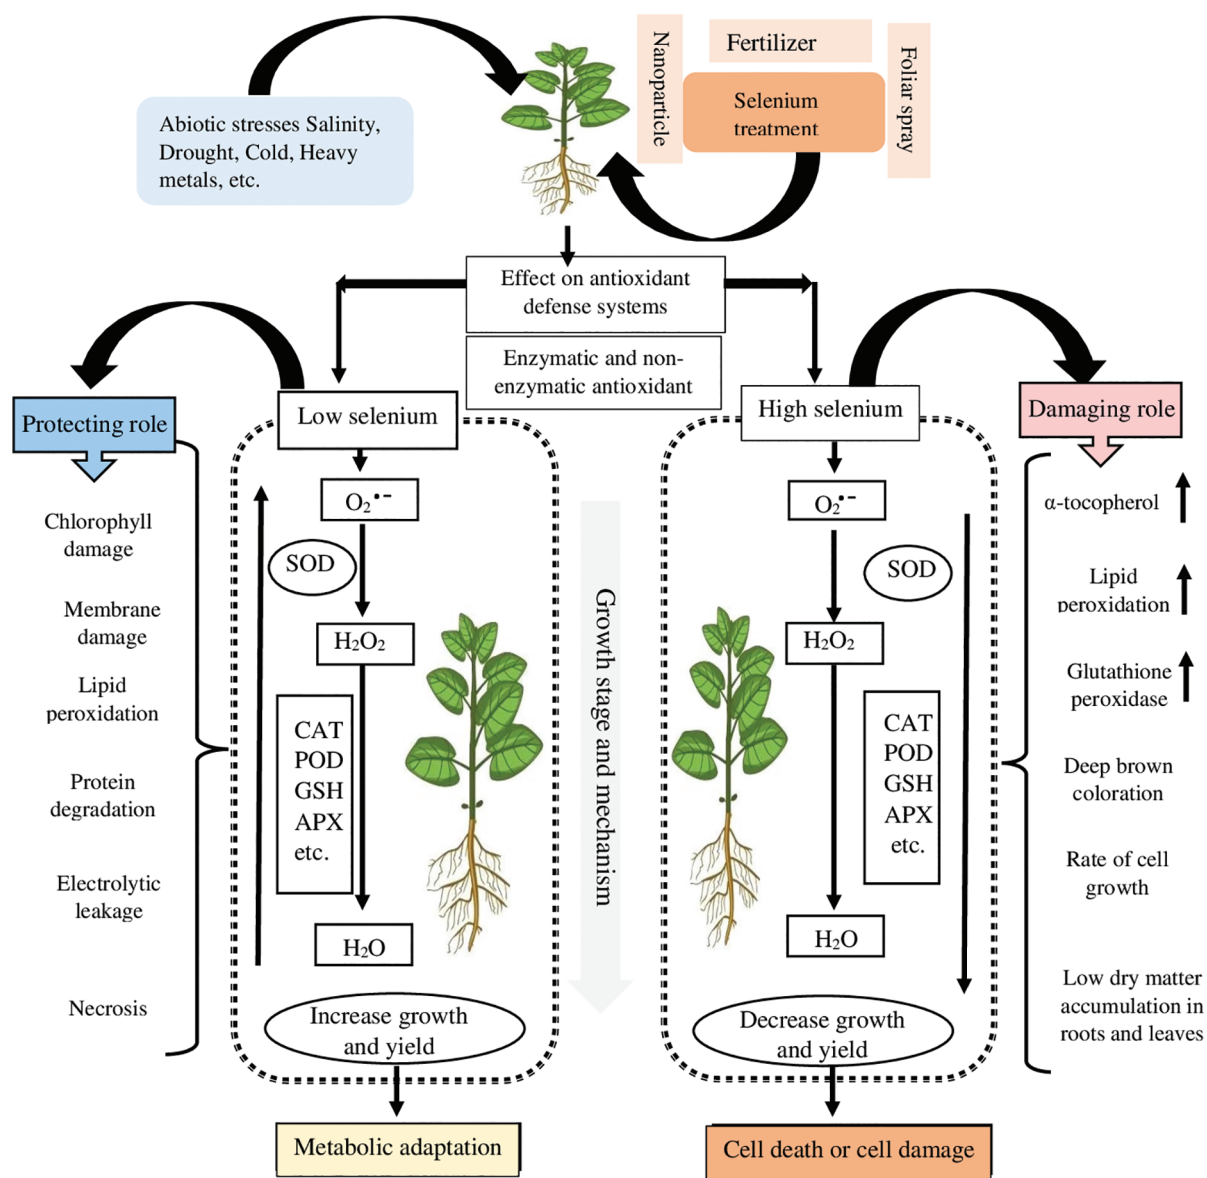 Abiotic stresses Salinity,
Drought, Cold, Heavy
metals, etc.
Nanoparticle
Fertilizer
Foliar spray
Selenium
treatment
Effect on antioxidant
defense systems
Enzymatic and non-
enzymatic antioxidant
Protecting role
Low selenium
High selenium
Damaging role
Chlorophyll
damage
Membrane
damage
Lipid
peroxidation
Protein
degradation
Electrolytic
leakage
Necrosis
O₂•⁻
SOD
H₂O₂
CAT
POD
GSH
APX
etc.
H₂O
Increase growth
and yield
Metabolic adaptation
Growth stage and mechanism
O₂•⁻
SOD
H₂O₂
CAT
POD
GSH
APX
etc.
H₂O
Decrease growth
and yield
Cell death or cell damage
α-tocopherol
Lipid
peroxidation
Glutathione
peroxidase
Deep brown
coloration
Rate of cell
growth
Low dry matter
accumulation in
roots and leaves